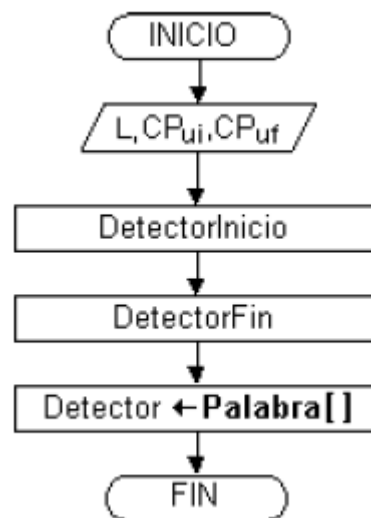 INICIO
L,CPui,CPuf
DetectorInicio
DetectorFin
Detector ←Palabra[ ]
FIN